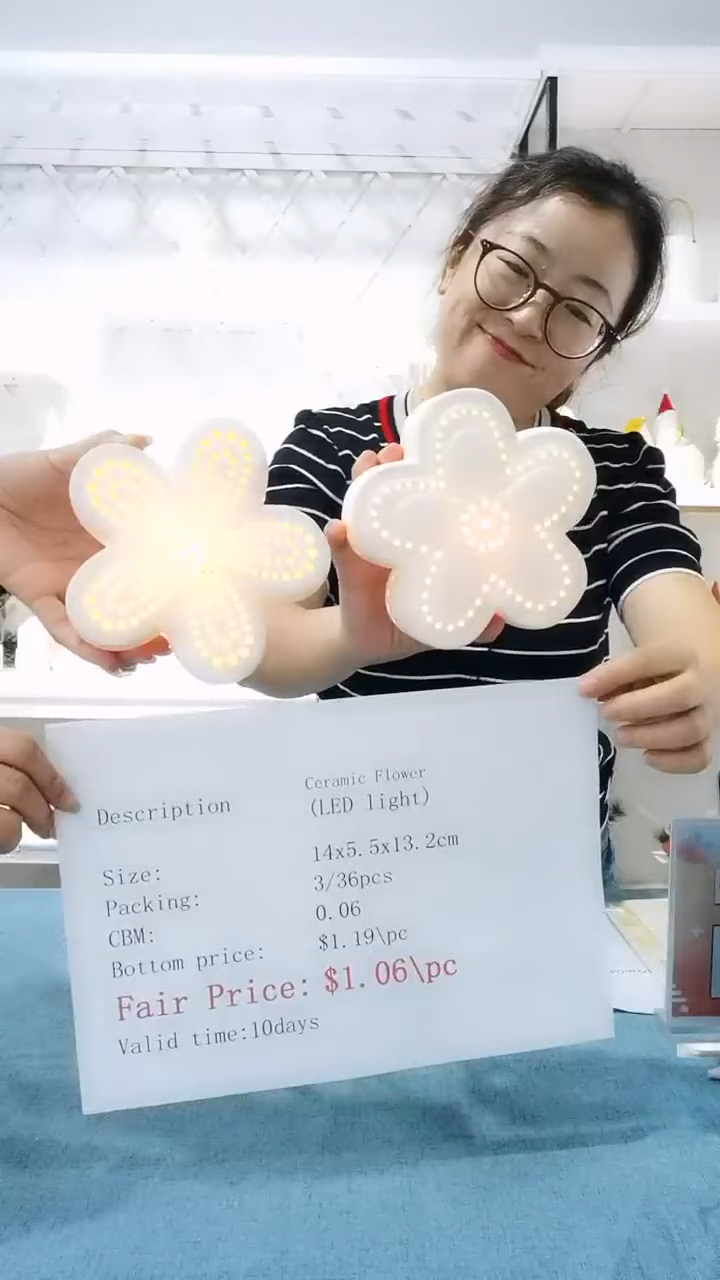 Description
Ceramic Flower
(LED light)
Size: 14x5.5x13.2cm
Packing: 3/36pcs
CBM: 0.06
Bottom price: $1.19\pc
Fair Price: $1.06\pc
Valid time:10days